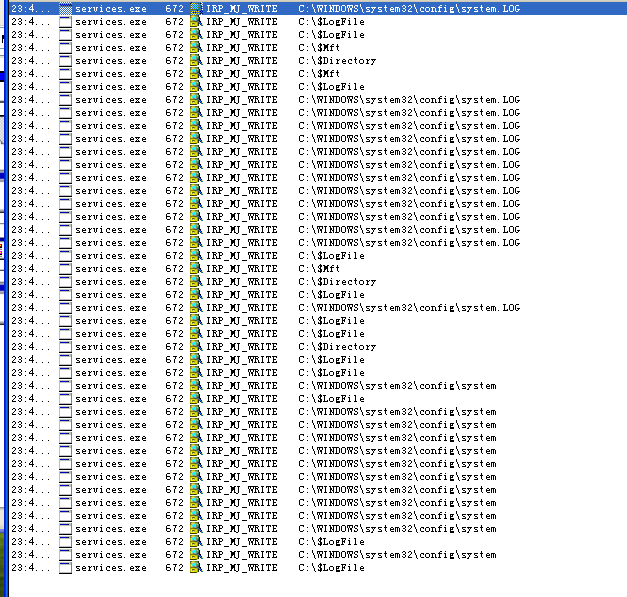 23:4... services.exe 672 IRP_MJ_WRITE C:\WINDOWS\system32\config\system.LOG
23:4... services.exe 672 IRP_MJ_WRITE C:\$LogFile
23:4... services.exe 672 IRP_MJ_WRITE C:\$LogFile
23:4... services.exe 672 IRP_MJ_WRITE C:\$Mft
23:4... services.exe 672 IRP_MJ_WRITE C:\$Directory
23:4... services.exe 672 IRP_MJ_WRITE C:\$Mft
23:4... services.exe 672 IRP_MJ_WRITE C:\$LogFile
23:4... services.exe 672 IRP_MJ_WRITE C:\WINDOWS\system32\config\system.LOG
23:4... services.exe 672 IRP_MJ_WRITE C:\WINDOWS\system32\config\system.LOG
23:4... services.exe 672 IRP_MJ_WRITE C:\WINDOWS\system32\config\system.LOG
23:4... services.exe 672 IRP_MJ_WRITE C:\WINDOWS\system32\config\system.LOG
23:4... services.exe 672 IRP_MJ_WRITE C:\WINDOWS\system32\config\system.LOG
23:4... services.exe 672 IRP_MJ_WRITE C:\WINDOWS\system32\config\system.LOG
23:4... services.exe 672 IRP_MJ_WRITE C:\WINDOWS\system32\config\system.LOG
23:4... services.exe 672 IRP_MJ_WRITE C:\WINDOWS\system32\config\system.LOG
23:4... services.exe 672 IRP_MJ_WRITE C:\WINDOWS\system32\config\system.LOG
23:4... services.exe 672 IRP_MJ_WRITE C:\WINDOWS\system32\config\system.LOG
23:4... services.exe 672 IRP_MJ_WRITE C:\WINDOWS\system32\config\system.LOG
23:4... services.exe 672 IRP_MJ_WRITE C:\WINDOWS\system32\config\system.LOG
23:4... services.exe 672 IRP_MJ_WRITE C:\$LogFile
23:4... services.exe 672 IRP_MJ_WRITE C:\$Mft
23:4... services.exe 672 IRP_MJ_WRITE C:\$Directory
23:4... services.exe 672 IRP_MJ_WRITE C:\$LogFile
23:4... services.exe 672 IRP_MJ_WRITE C:\WINDOWS\system32\config\system.LOG
23:4... services.exe 672 IRP_MJ_WRITE C:\$LogFile
23:4... services.exe 672 IRP_MJ_WRITE C:\$LogFile
23:4... services.exe 672 IRP_MJ_WRITE C:\$Directory
23:4... services.exe 672 IRP_MJ_WRITE C:\$LogFile
23:4... services.exe 672 IRP_MJ_WRITE C:\$LogFile
23:4... services.exe 672 IRP_MJ_WRITE C:\WINDOWS\system32\config\system
23:4... services.exe 672 IRP_MJ_WRITE C:\$LogFile
23:4... services.exe 672 IRP_MJ_WRITE C:\WINDOWS\system32\config\system
23:4... services.exe 672 IRP_MJ_WRITE C:\WINDOWS\system32\config\system
23:4... services.exe 672 IRP_MJ_WRITE C:\WINDOWS\system32\config\system
23:4... services.exe 672 IRP_MJ_WRITE C:\WINDOWS\system32\config\system
23:4... services.exe 672 IRP_MJ_WRITE C:\WINDOWS\system32\config\system
23:4... services.exe 672 IRP_MJ_WRITE C:\WINDOWS\system32\config\system
23:4... services.exe 672 IRP_MJ_WRITE C:\WINDOWS\system32\config\system
23:4... services.exe 672 IRP_MJ_WRITE C:\WINDOWS\system32\config\system
23:4... services.exe 672 IRP_MJ_WRITE C:\WINDOWS\system32\config\system
23:4... services.exe 672 IRP_MJ_WRITE C:\WINDOWS\system32\config\system
23:4... services.exe 672 IRP_MJ_WRITE C:\$LogFile
23:4... services.exe 672 IRP_MJ_WRITE C:\WINDOWS\system32\config\system
23:4... services.exe 672 IRP_MJ_WRITE C:\$LogFile